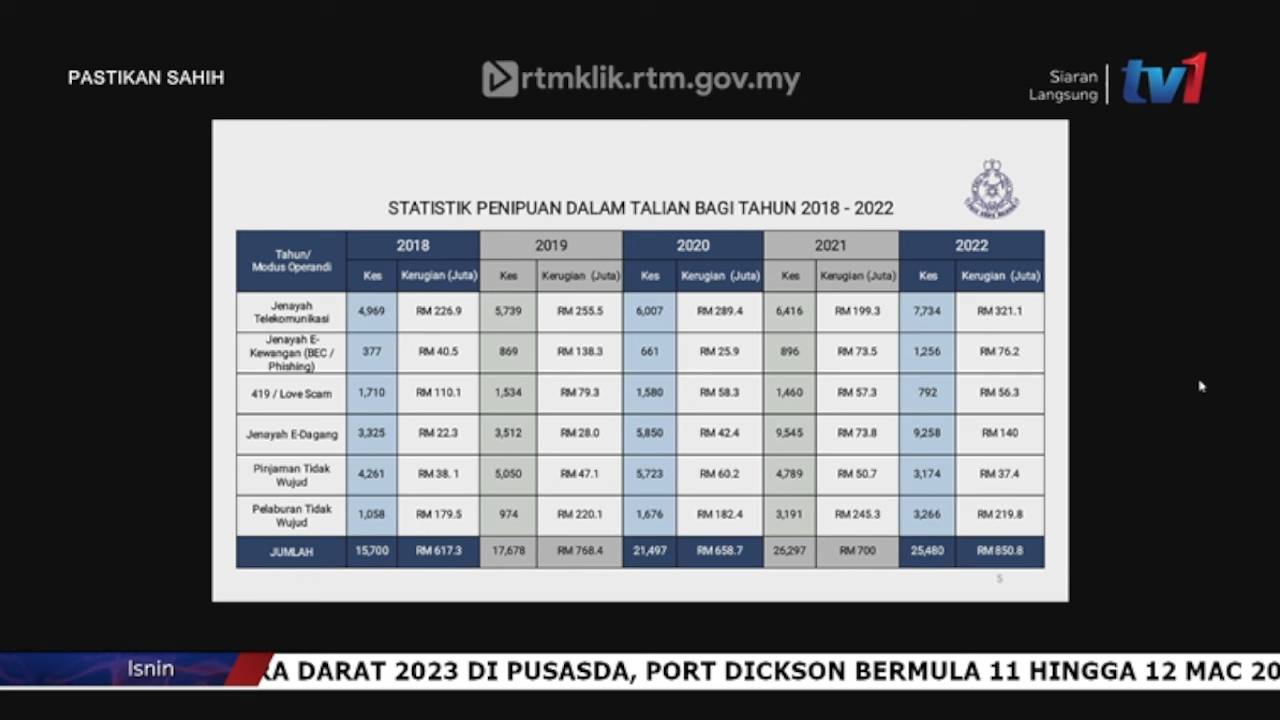 PASTIKAN SAHIH
rtmklik.rtm.gov.my
Siaran
Langsung
tv1
STATISTIK PENIPUAN DALAM TALIAN BAGI TAHUN 2018 - 2022
Tahun/
Modus Operandi
2018 2019 2020 2021 2022
Kes Kerugian (Juta) Kes Kerugian (Juta) Kes Kerugian (Juta) Kes Kerugian (Juta) Kes Kerugian (Juta)
Jenayah
Telekomunikasi
4,969 RM 226.9 5,739 RM 255.5 6,007 RM 289.4 6,416 RM 199.3 7,734 RM 321.1
Jenayah E-
Kewangan (BEC /
Phishing)
377 RM 40.5 869 RM 138.3 661 RM 25.9 896 RM 73.5 1,256 RM 76.2
419 / Love Scam 1,710 RM 110.1 1,534 RM 79.3 1,580 RM 58.3 1,460 RM 57.3 792 RM 56.3
Jenayah E-Dagang 3,325 RM 22.3 3,512 RM 28.0 5,850 RM 42.4 9,545 RM 73.8 9,258 RM 140
Pinjaman Tidak
Wujud
4,261 RM 38. 1 5,050 RM 47.1 5,723 RM 60.2 4,789 RM 50.7 3,174 RM 37.4
Pelaburan Tidak
Wujud
1,058 RM 179.5 974 RM 220.1 1,676 RM 182.4 3,191 RM 245.3 3,266 RM 219.8
JUMLAH 15,700 RM 617.3 17,678 RM 768.4 21,497 RM 658.7 26,297 RM 700 25,480 RM 850.8
5
Isnin
RA DARAT 2023 DI PUSASDA, PORT DICKSON BERMULA 11 HINGGA 12 MAC 20